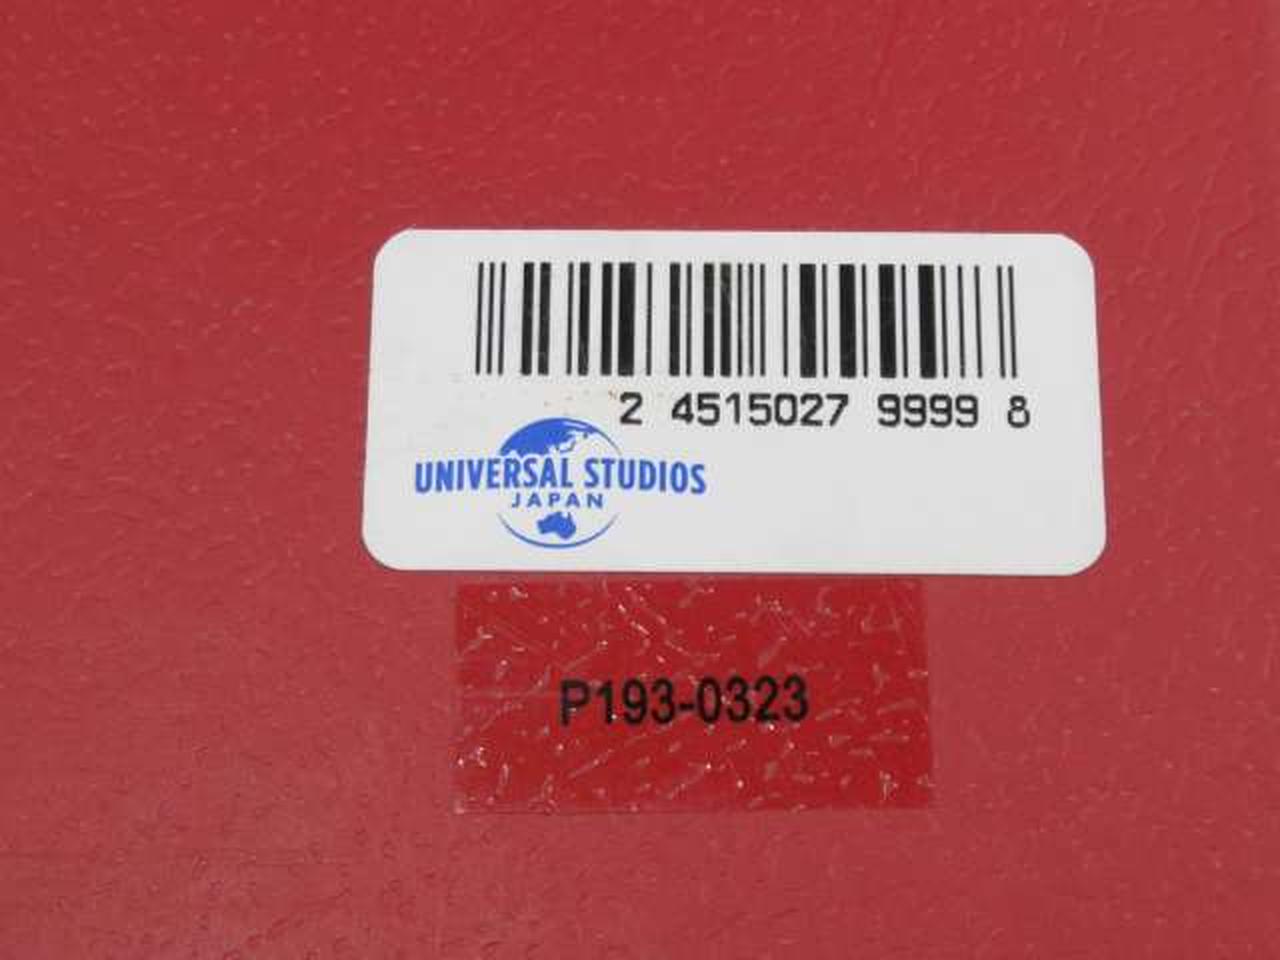 2 4515027 9999 8
UNIVERSAL STUDIOS
JAPAN
P193-0323